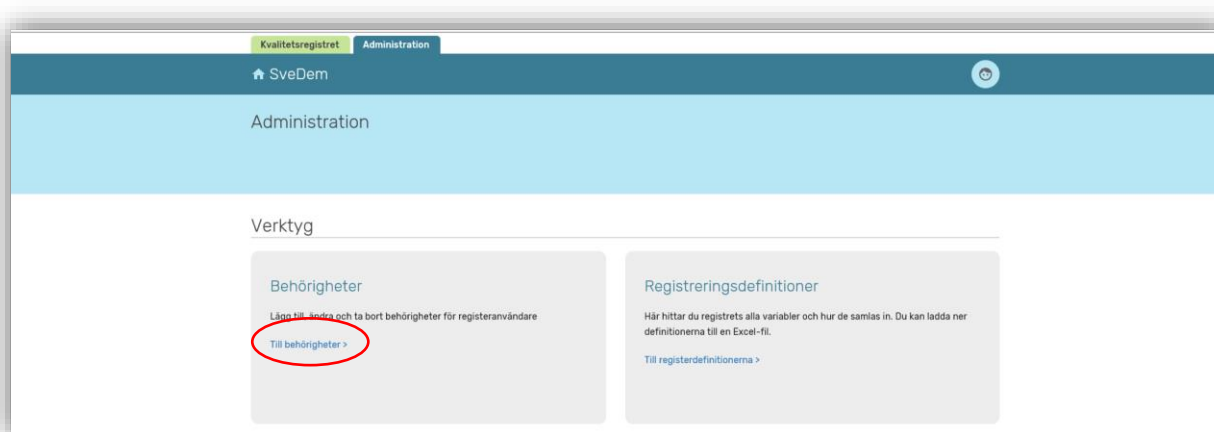 Kvalitetsregistret Administration
SveDem
Administration
Verktyg
Behörigheter
Lägg till, ändra och ta bort behörigheter för registeranvändare
Till behörigheter >
Registreringsdefinitioner
Här hittar du registrets alla variabler och hur de samlas in. Du kan ladda ner
definitionerna till en Excel-fil.
Till registerdefinitionerna >